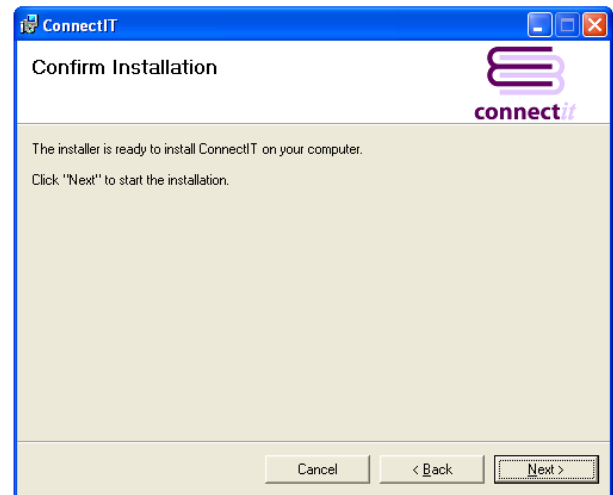 ConnectIT
Confirm Installation
connectit
The installer is ready to install ConnectIT on your computer.
Click "Next" to start the installation.
Cancel
< Back
Next >